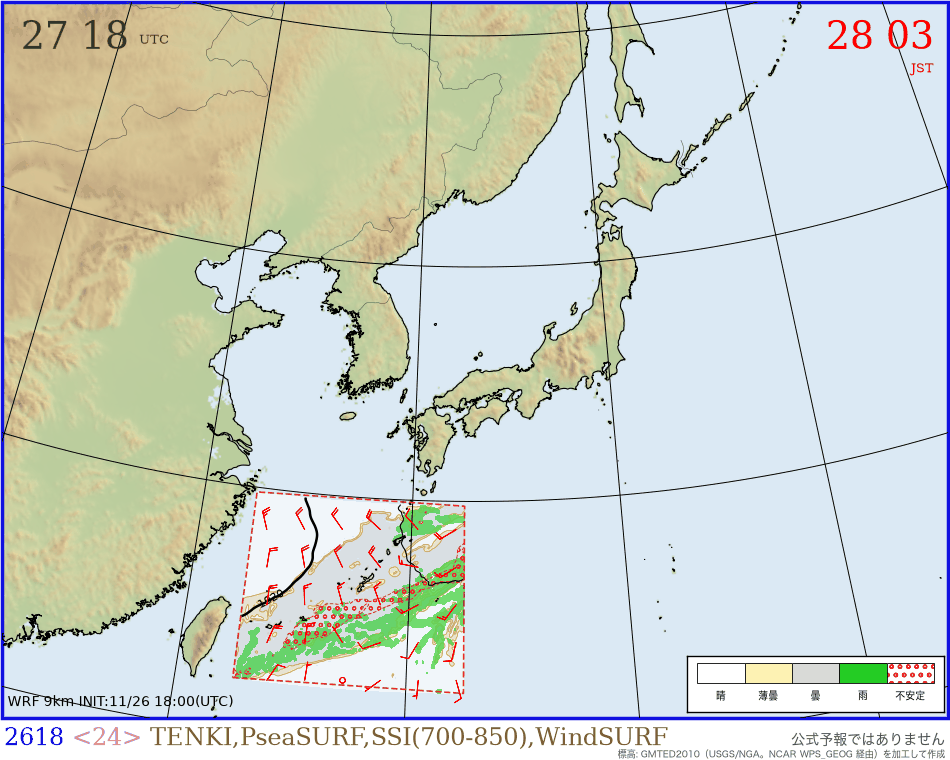 27 18 UTC
28 03
JST
晴 薄曇 曇 雨 不安定
WRF 9km INIT:11/26 18:00(UTC)
2618 <24> TENKI,PseaSURF,SSI(700-850),WindSURF
公式予報ではありません
標高: GMTED2010（USGS/NGA。NCAR WPS_GEOG 経由）を加工して作成